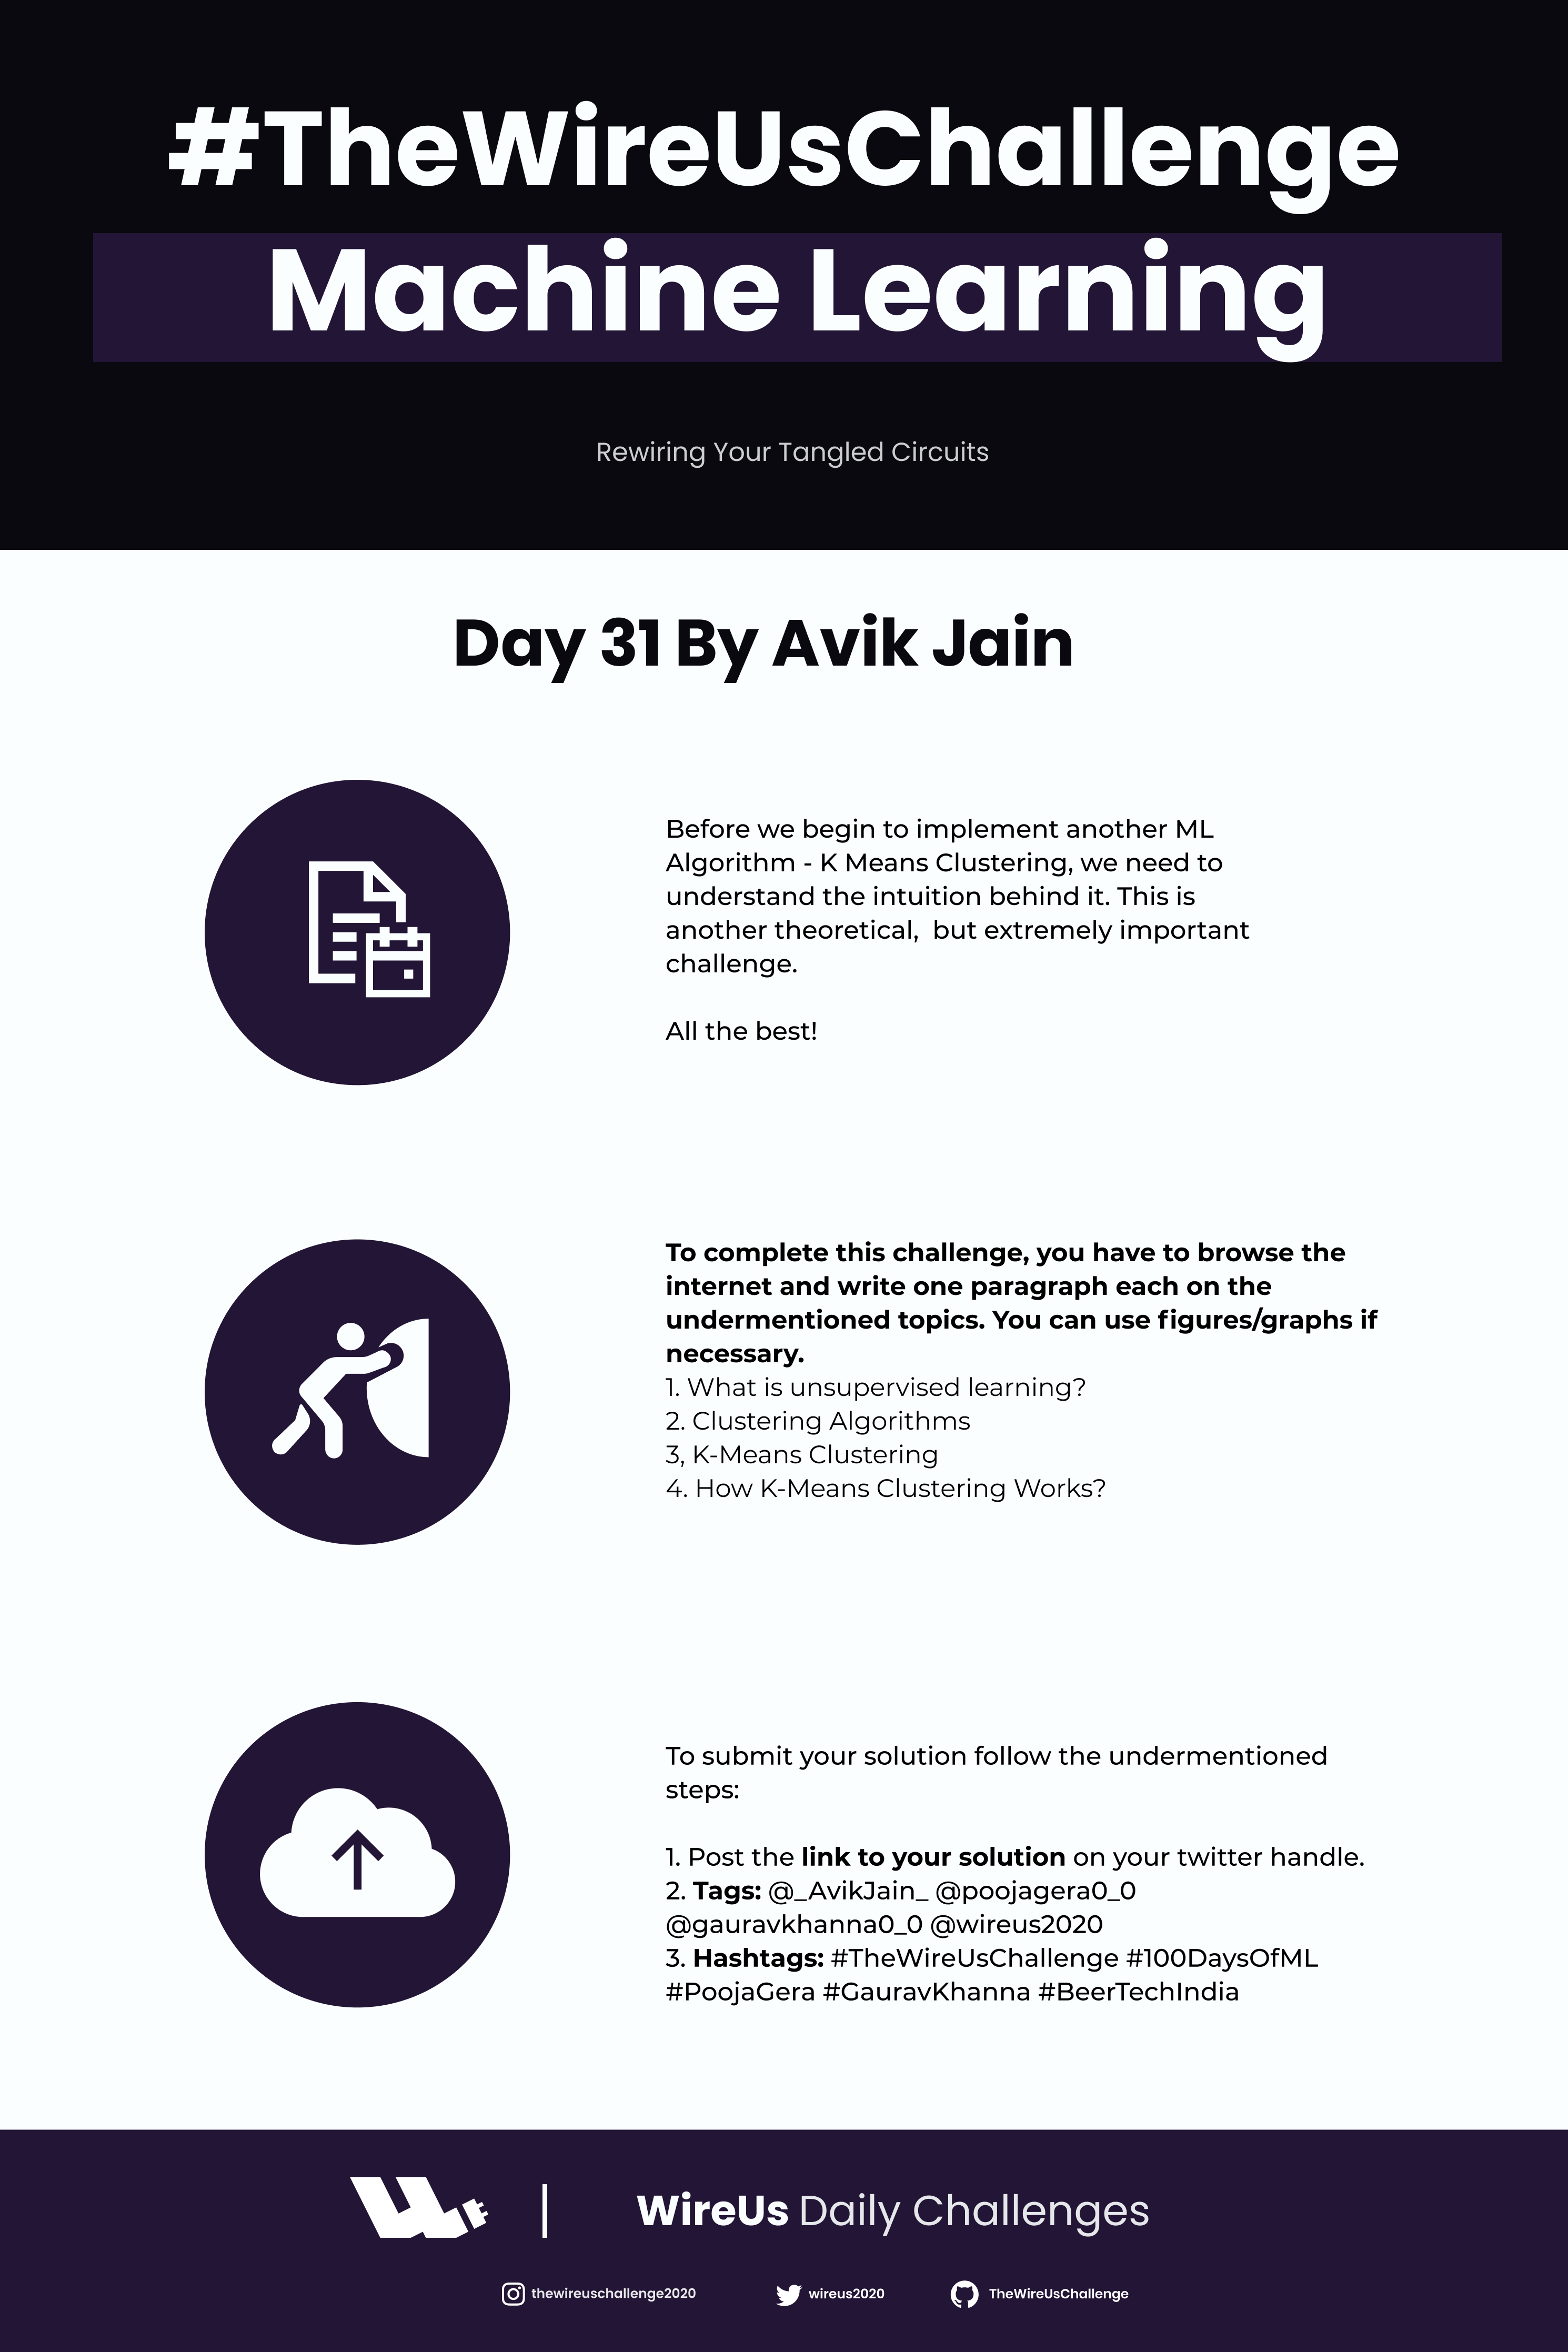 #TheWireUsChallenge
Machine Learning
Rewiring Your Tangled Circuits
Day 31 By Avik Jain
Before we begin to implement another ML
Algorithm - K Means Clustering, we need to
understand the intuition behind it. This is
another theoretical,  but extremely important
challenge.
All the best!
To complete this challenge, you have to browse the
internet and write one paragraph each on the
undermentioned topics. You can use figures/graphs if
necessary.
1. What is unsupervised learning?
2. Clustering Algorithms
3, K-Means Clustering
4. How K-Means Clustering Works?
To submit your solution follow the undermentioned
steps:
1. Post the link to your solution on your twitter handle.
2. Tags: @_AvikJain_ @poojagera0_0
@gauravkhanna0_0 @wireus2020
3. Hashtags: #TheWireUsChallenge #100DaysOfML
#PoojaGera #GauravKhanna #BeerTechIndia
WireUs Daily Challenges
thewireuschallenge2020 wireus2020 TheWireUsChallenge